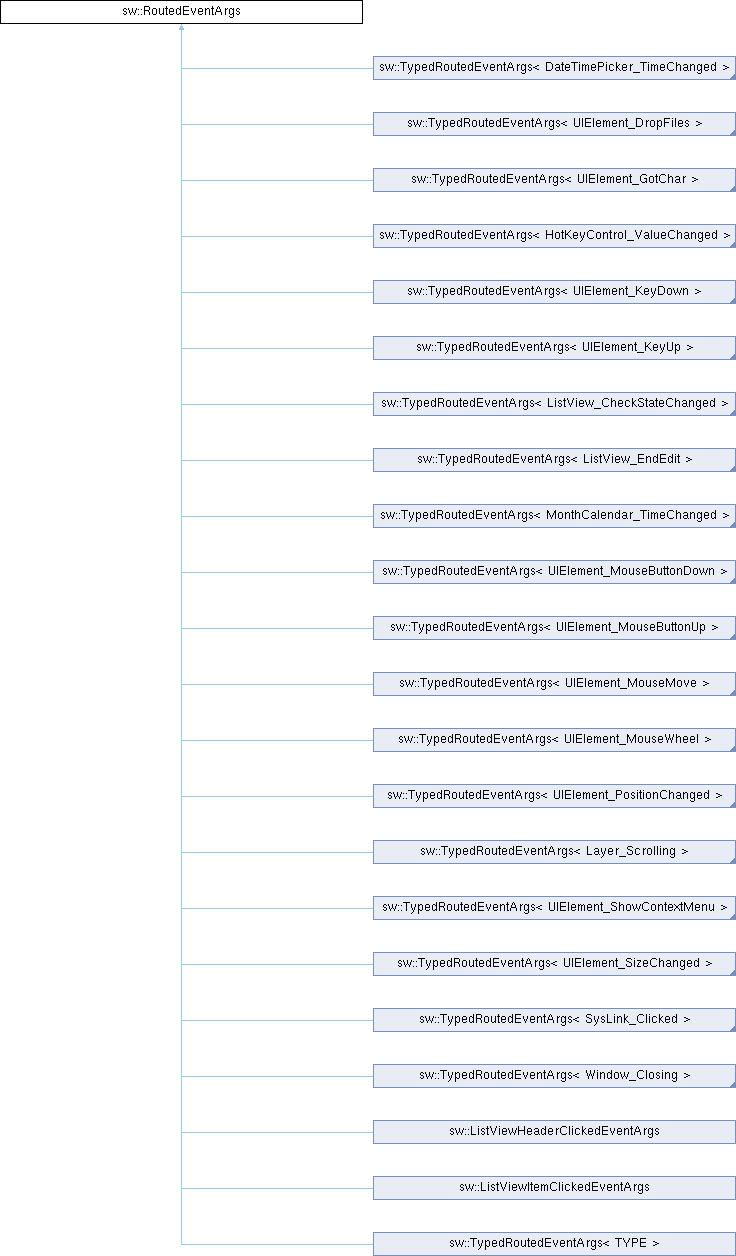 sw::RoutedEventArgs
sw::TypedRoutedEventArgs< DateTimePicker_TimeChanged >
sw::TypedRoutedEventArgs< UIElement_DropFiles >
sw::TypedRoutedEventArgs< UIElement_GotChar >
sw::TypedRoutedEventArgs< HotKeyControl_ValueChanged >
sw::TypedRoutedEventArgs< UIElement_KeyDown >
sw::TypedRoutedEventArgs< UIElement_KeyUp >
sw::TypedRoutedEventArgs< ListView_CheckStateChanged >
sw::TypedRoutedEventArgs< ListView_EndEdit >
sw::TypedRoutedEventArgs< MonthCalendar_TimeChanged >
sw::TypedRoutedEventArgs< UIElement_MouseButtonDown >
sw::TypedRoutedEventArgs< UIElement_MouseButtonUp >
sw::TypedRoutedEventArgs< UIElement_MouseMove >
sw::TypedRoutedEventArgs< UIElement_MouseWheel >
sw::TypedRoutedEventArgs< UIElement_PositionChanged >
sw::TypedRoutedEventArgs< Layer_Scrolling >
sw::TypedRoutedEventArgs< UIElement_ShowContextMenu >
sw::TypedRoutedEventArgs< UIElement_SizeChanged >
sw::TypedRoutedEventArgs< SysLink_Clicked >
sw::TypedRoutedEventArgs< Window_Closing >
sw::ListViewHeaderClickedEventArgs
sw::ListViewItemClickedEventArgs
sw::TypedRoutedEventArgs< TYPE >